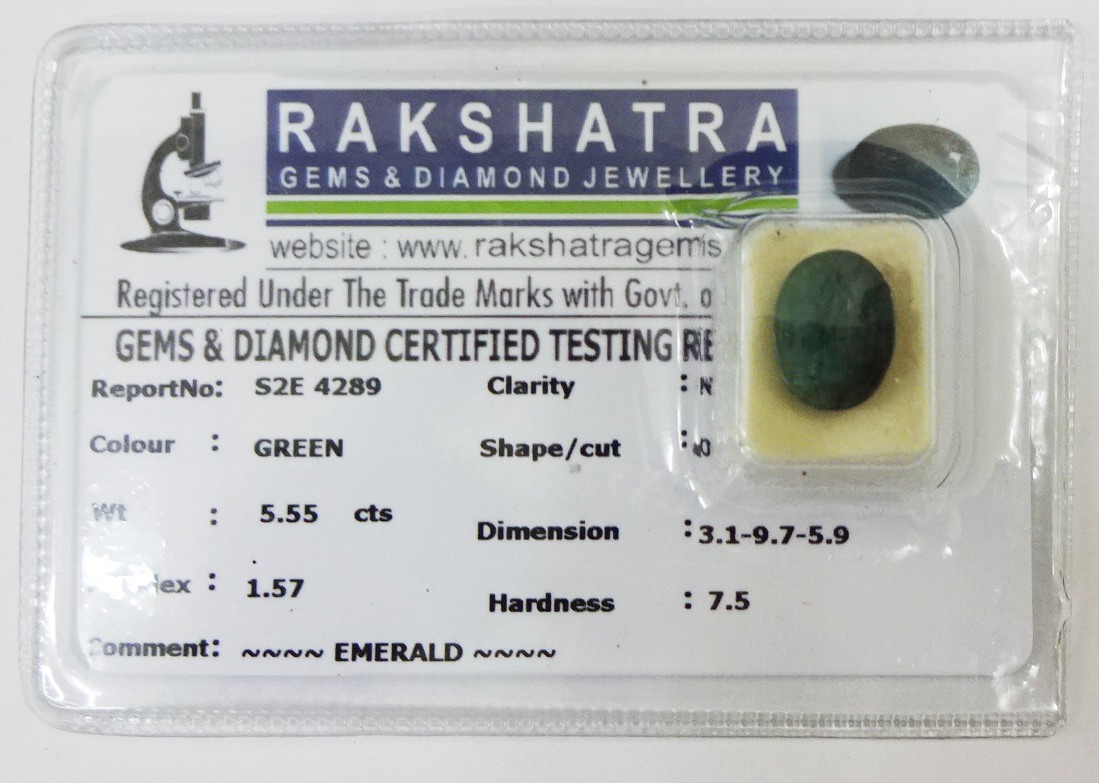 RAKSHATRA
GEMS & DIAMOND JEWELLERY
website : www. rakshatragems
Registered Under The Trade Marks with Govt.
GEMS & DIAMOND CERTIFIED TESTING
ReportNo: S2E 4289 Clarity :
Colour : GREEN Shape/cut :
Wt : 5.55 cts Dimension :3.1-9.7-5.9
: 1.57 Hardness : 7.5
Comment: ~~~~ EMERALD ~~~~